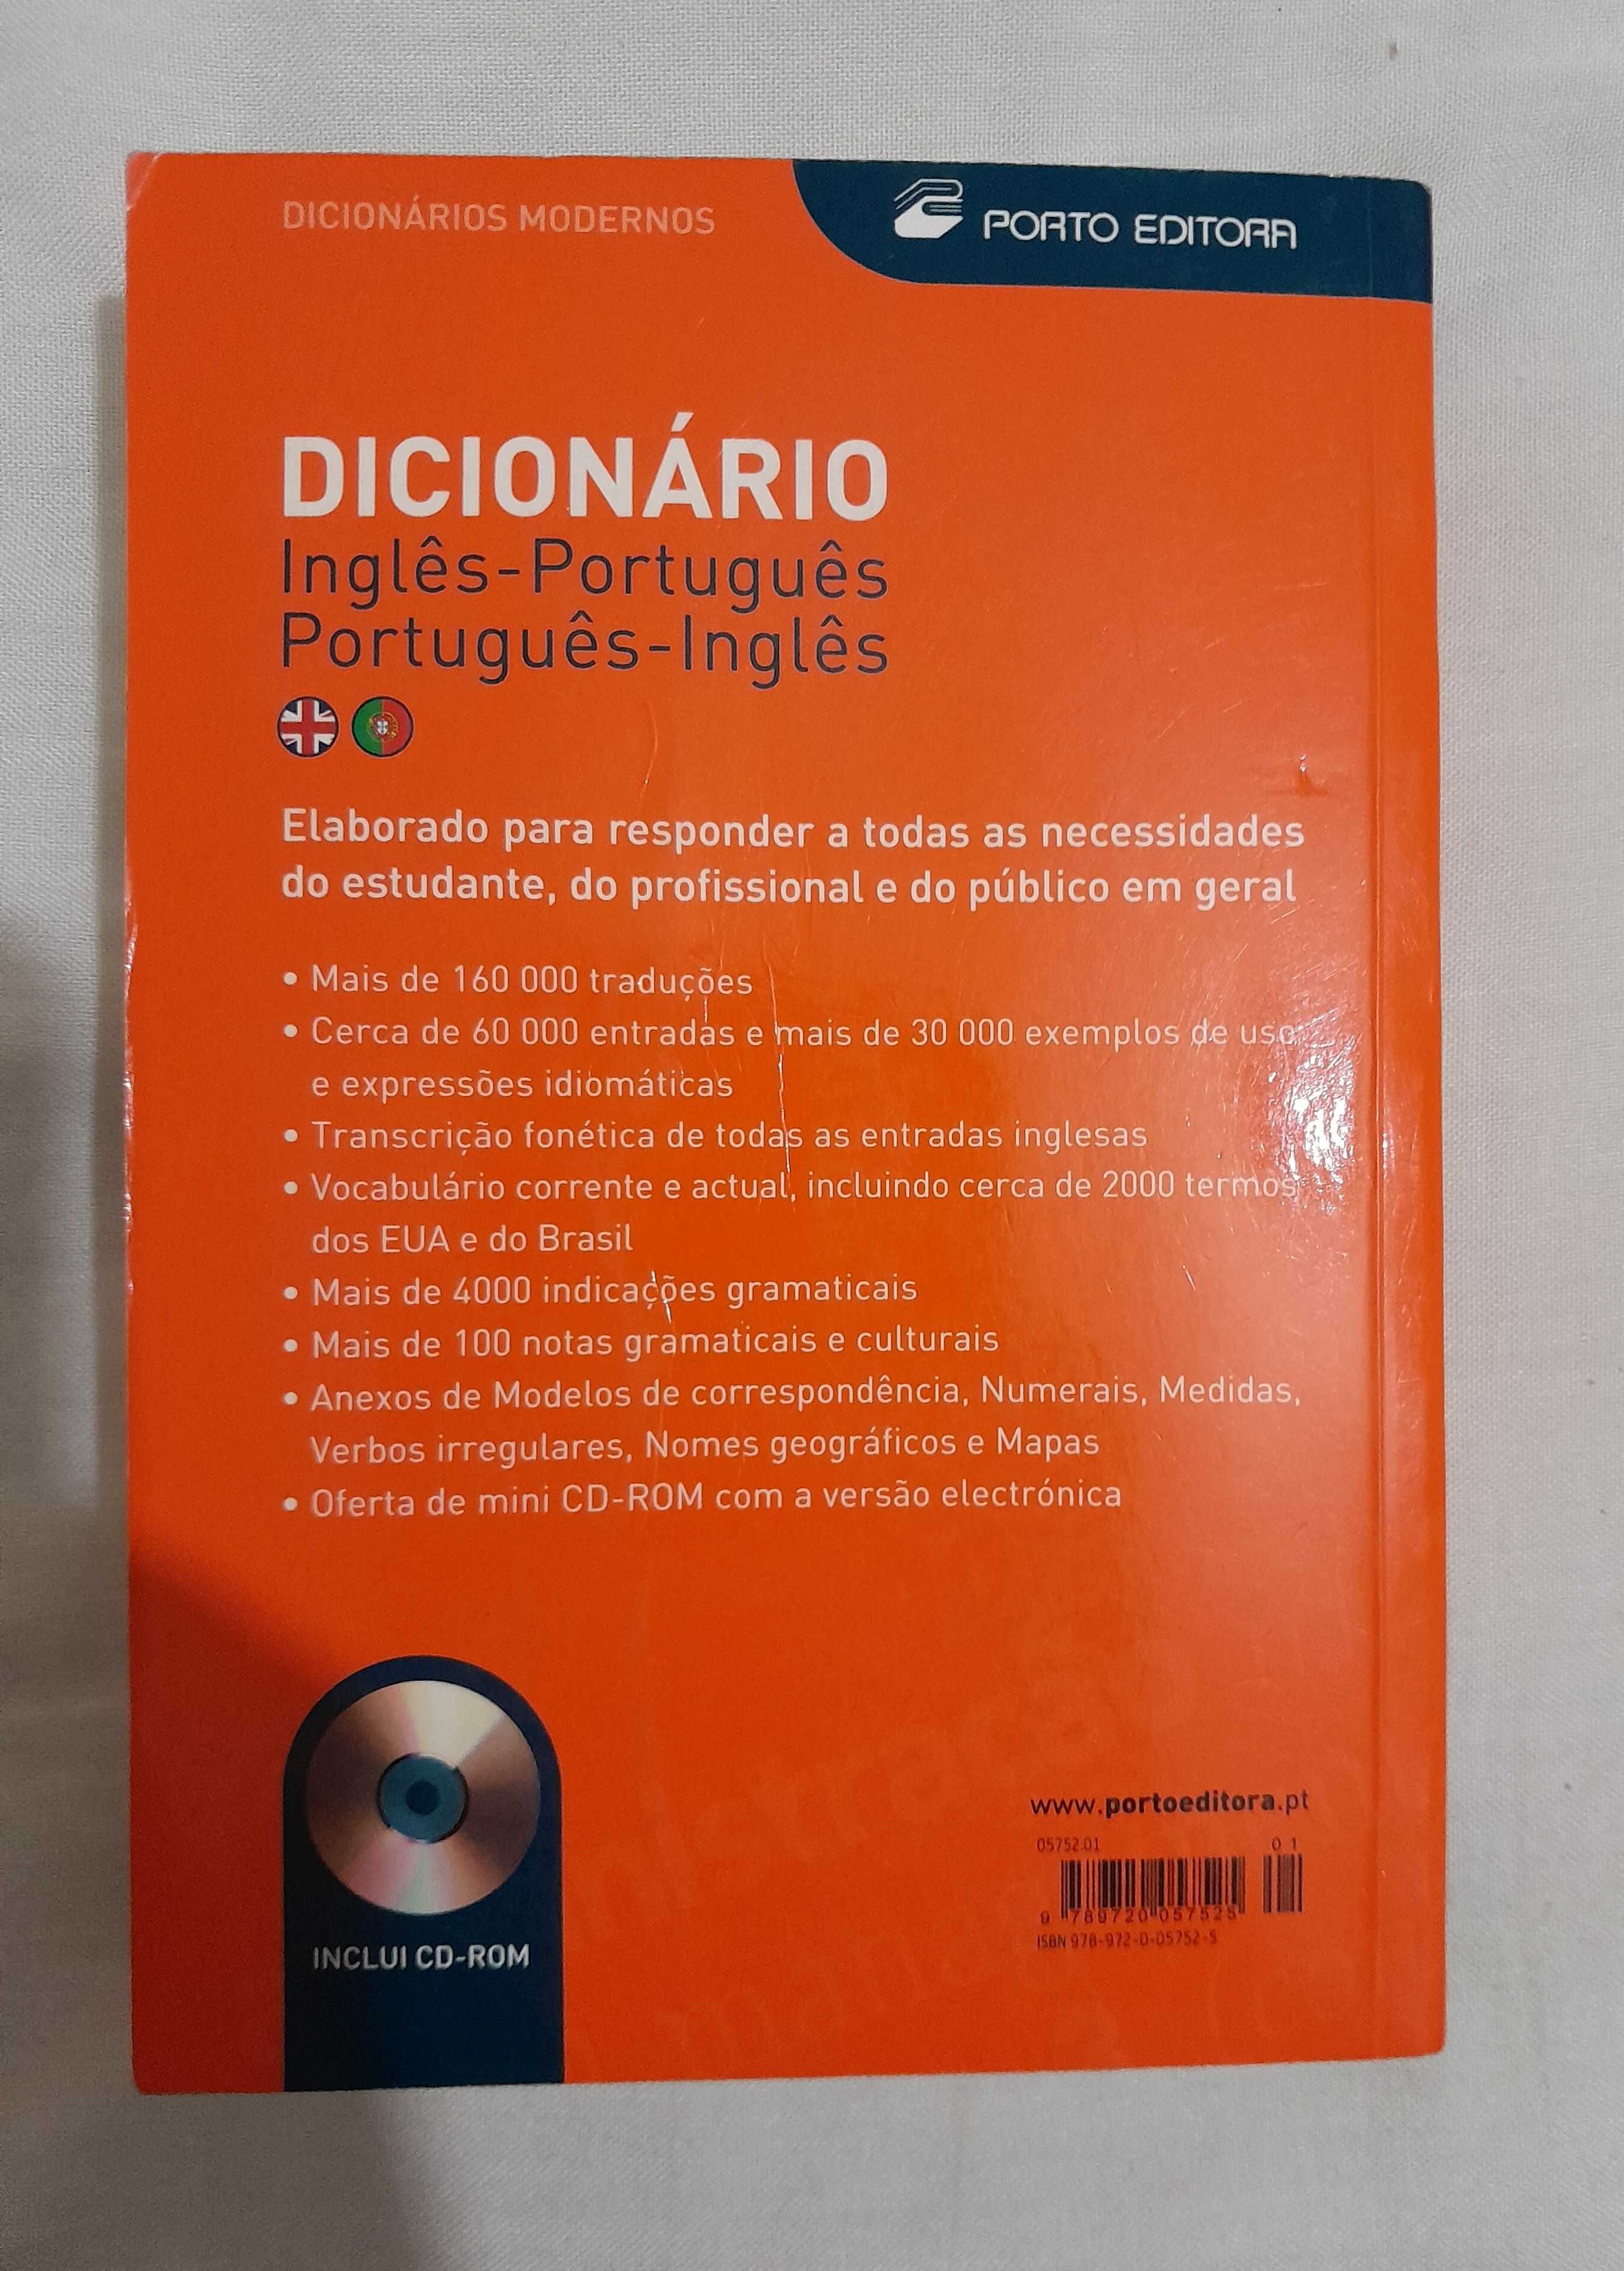 DICIONÁRIOS MODERNOS
PORTO EDITORA
DICIONÁRIO
Inglês-Português
Português-Inglês
Elaborado para responder a todas as necessidades
do estudante, do profissional e do público em geral
• Mais de 160 000 traduções
• Cerca de 60 000 entradas e mais de 30 000 exemplos de uso
e expressões idiomáticas
• Transcrição fonética de todas as entradas inglesas
• Vocabulário corrente e actual, incluindo cerca de 2000 termos
dos EUA e do Brasil
• Mais de 4000 indicações gramaticais
• Mais de 100 notas gramaticais e culturais
• Anexos de Modelos de correspondência, Numerais, Medidas,
Verbos irregulares, Nomes geográficos e Mapas
• Oferta de mini CD-ROM com a versão electrónica
INCLUI CD-ROM
www.portoeditora.pt
05752.01 01
9 789720 057525
ISBN 978-972-0-05752-5